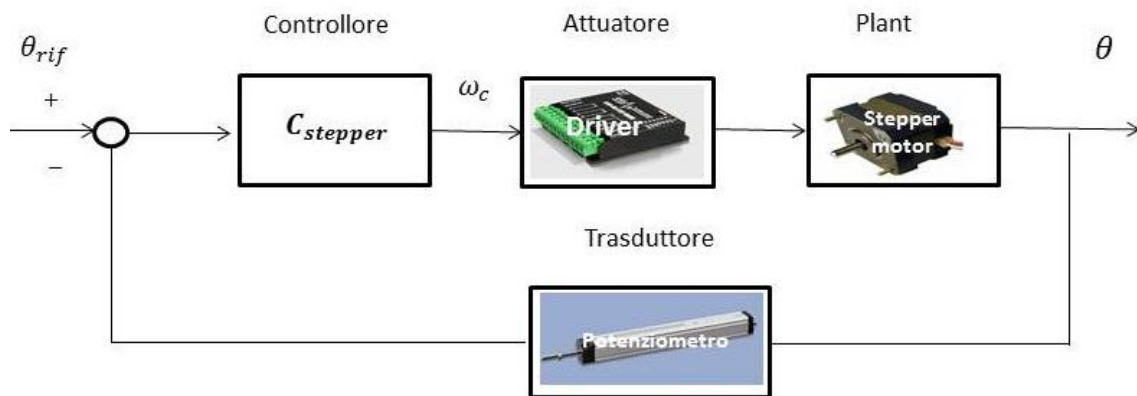 Controllore
Attuatore
Plant
θ_rif
θ
+
ω_c
C_stepper
Driver
Stepper
motor
−
Trasduttore
Potenziometro